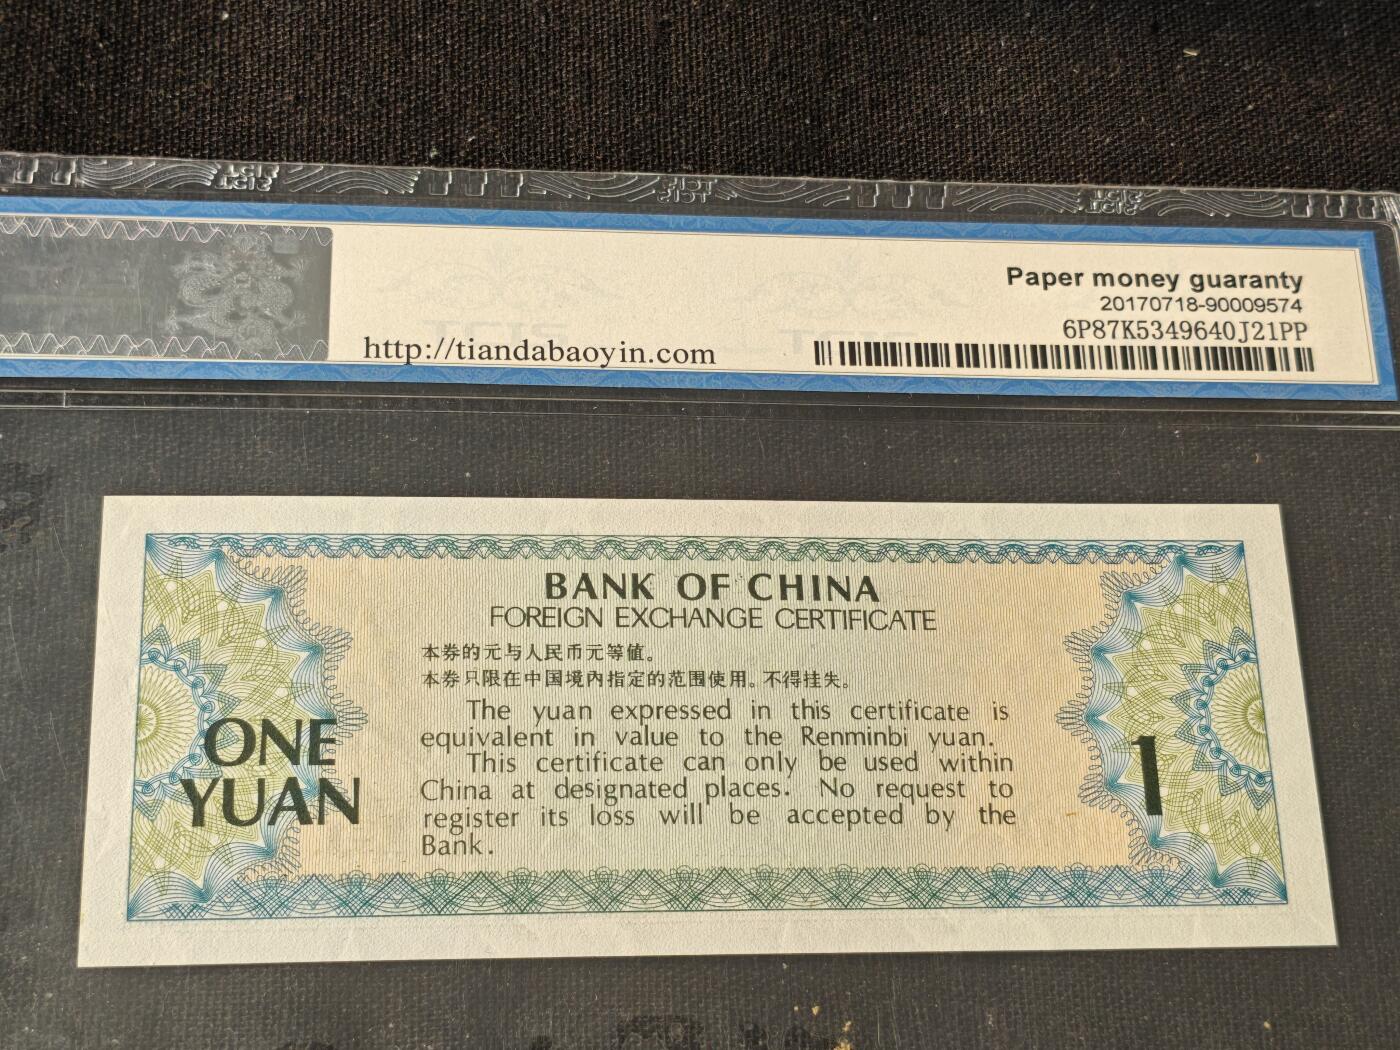 Paper money guaranty
20170718-90009574
6P87K5349640J21PP
http://tiandabaoyin.com
BANK OF CHINA
FOREIGN EXCHANGE CERTIFICATE
本券的元与人民币元等值。
本券只限在中国境内指定的范围使用。不得挂失。
The yuan expressed in this certificate is
equivalent in value to the Renminbi yuan.
This certificate can only be used within
China at designated places. No request to
register its loss will be accepted by the
Bank.
ONE
YUAN
1